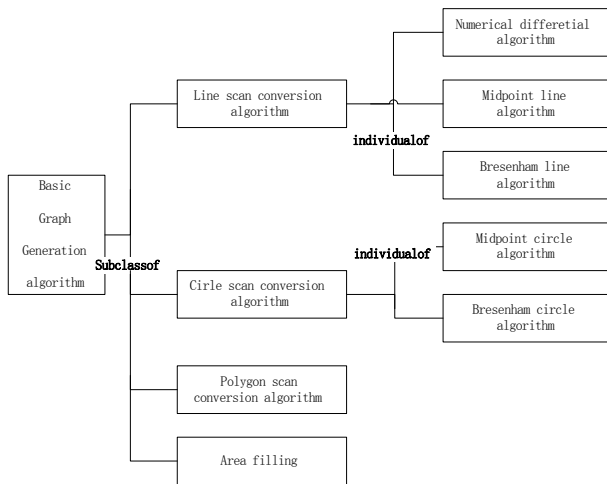 Numerical differetial
algorithm
Line scan conversion
algorithm
Midpoint line
algorithm
individualof
Bresenham line
algorithm
Basic
Graph
Generation
algorithm
Subclassof
Midpoint circle
algorithm
individualof
Cirle scan conversion
algorithm
Bresenham circle
algorithm
Polygon scan
conversion algorithm
Area filling